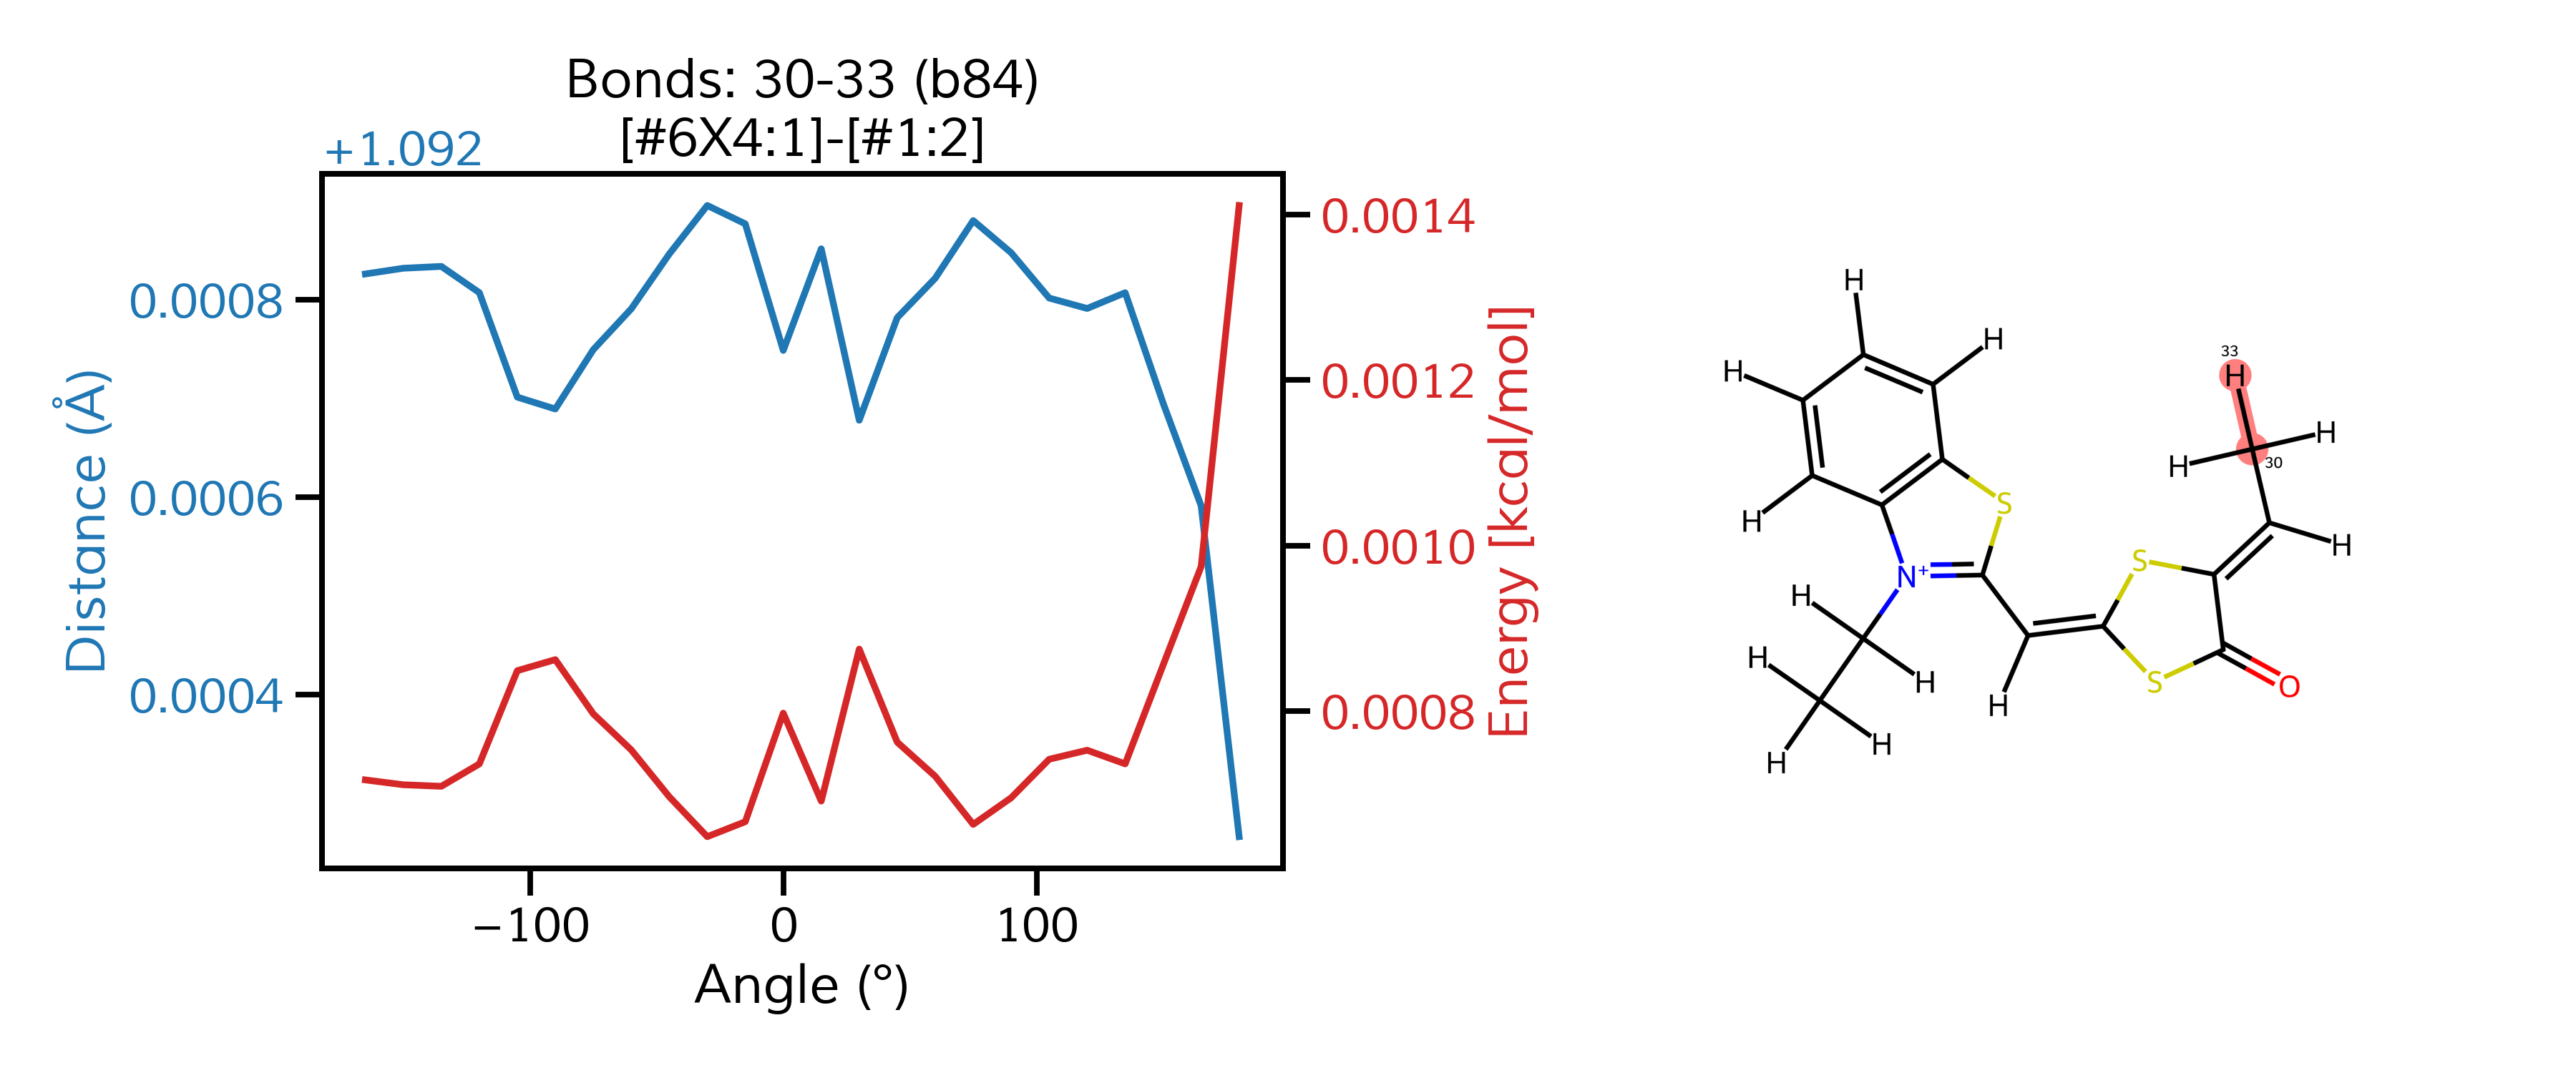 Bonds: 30-33 (b84)
[#6X4:1]-[#1:2]
+1.092
0.0008
0.0006
0.0004
Distance (Å)
0.0014
0.0012
0.0010
0.0008
Energy [kcal/mol]
−100 0 100
Angle (°)
H
H
H
33
H
H
H
30
H
S
H
S
N+
H
H
H
S
O
H
H
H